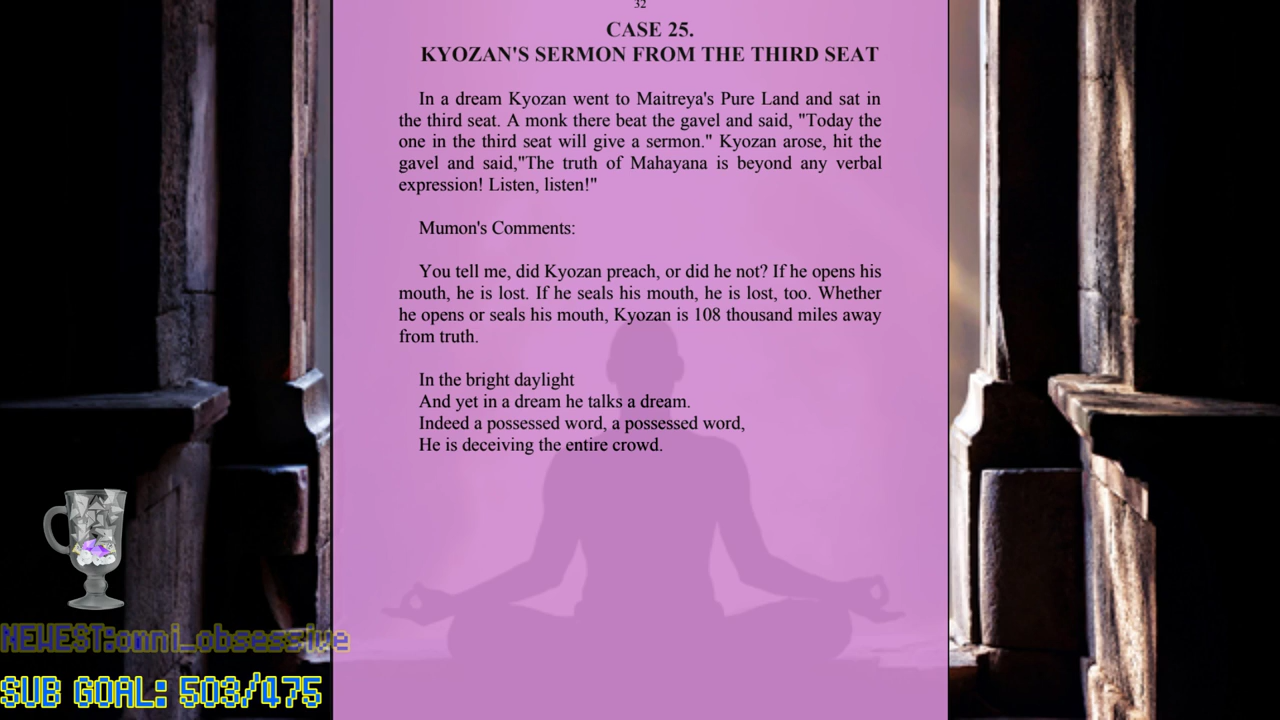 32
CASE 25.
KYOZAN'S SERMON FROM THE THIRD SEAT
In a dream Kyozan went to Maitreya's Pure Land and sat in
the third seat. A monk there beat the gavel and said, "Today the
one in the third seat will give a sermon." Kyozan arose, hit the
gavel and said,"The truth of Mahayana is beyond any verbal
expression! Listen, listen!"
Mumon's Comments:
You tell me, did Kyozan preach, or did he not? If he opens his
mouth, he is lost. If he seals his mouth, he is lost, too. Whether
he opens or seals his mouth, Kyozan is 108 thousand miles away
from truth.
In the bright daylight
And yet in a dream he talks a dream.
Indeed a possessed word, a possessed word,
He is deceiving the entire crowd.
NEWEST:omni_obsessive
SUB GOAL: 503/475